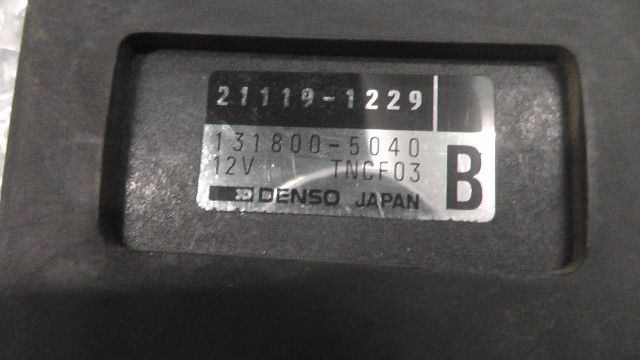 21119-1229
131800-5040
12V TNCF03 B
DENSO JAPAN